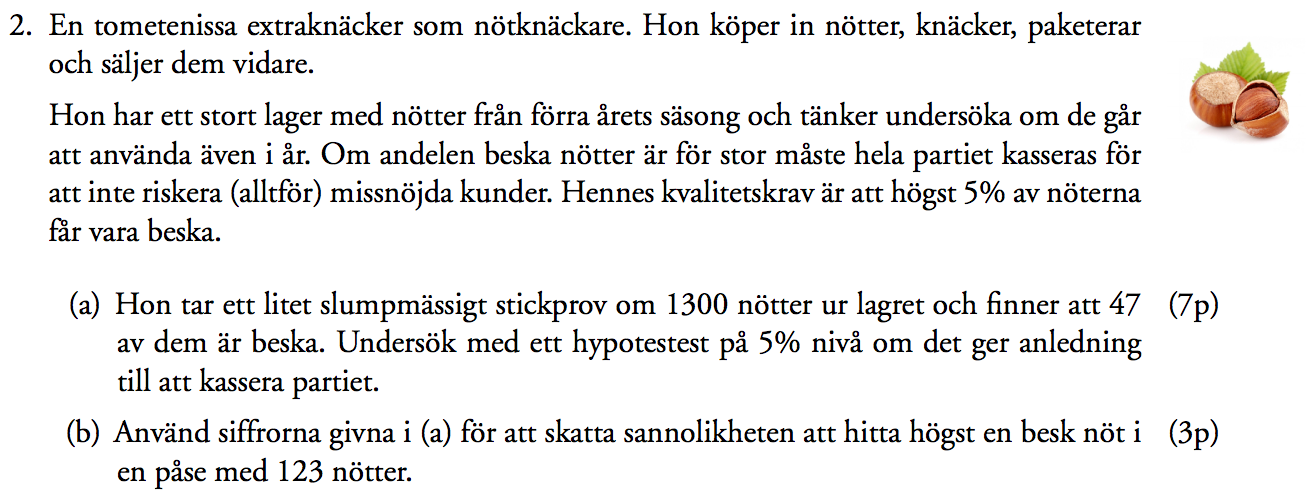 2. En tometenissa extraknäcker som nötknäckare. Hon köper in nötter, knäcker, paketerar
och säljer dem vidare.
Hon har ett stort lager med nötter från förra årets säsong och tänker undersöka om de går
att använda även i år. Om andelen beska nötter är för stor måste hela partiet kasseras för
att inte riskera (alltför) missnöjda kunder. Hennes kvalitetskrav är att högst 5% av nöterna
får vara beska.
(a) Hon tar ett litet slumpmässigt stickprov om 1300 nötter ur lagret och finner att 47 (7p)
av dem är beska. Undersök med ett hypotestest på 5% nivå om det ger anledning
till att kassera partiet.
(b) Använd siffrorna givna i (a) för att skatta sannolikheten att hitta högst en besk nöt i (3p)
en påse med 123 nötter.